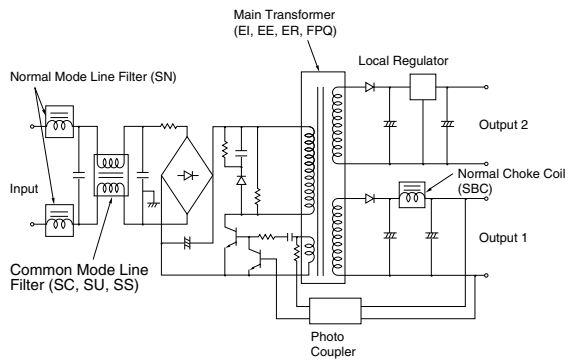 Main Transformer
(EI, EE, ER, FPQ)
Local Regulator
Normal Mode Line Filter (SN)
Output 2
Normal Choke Coil
(SBC)
Input
Output 1
Common Mode Line
Filter (SC, SU, SS)
Photo
Coupler